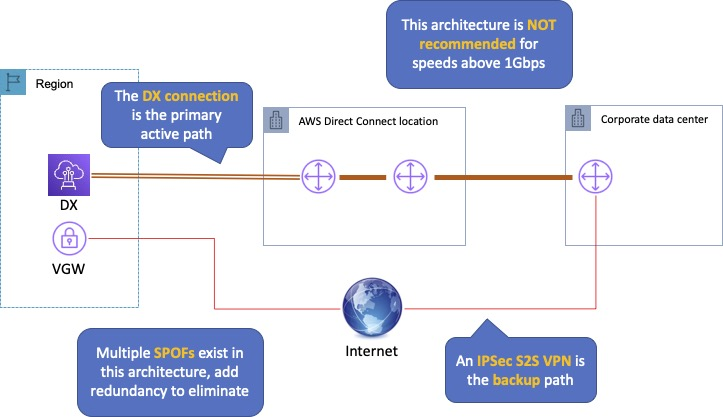 This architecture is NOT
recommended for
speeds above 1Gbps
Region
The DX connection
is the primary
active path
AWS Direct Connect location
Corporate data center
DX
VGW
Internet
Multiple SPOFs exist in
this architecture, add
redundancy to eliminate
An IPSec S2S VPN is
the backup path